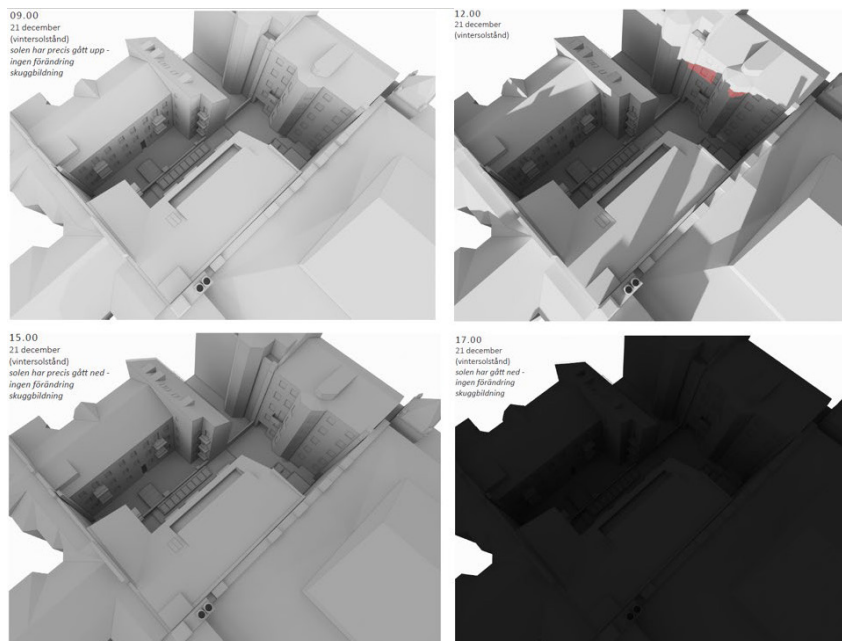 09.00
21 december
(vintersolstånd)
solen har precis gått upp -
ingen förändring
skuggbildning
12.00
21 december
(vintersolstånd)
15.00
21 december
(vintersolstånd)
solen har precis gått ned -
ingen förändring
skuggbildning
17.00
21 december
(vintersolstånd)
solen har gått ned -
ingen förändring
skuggbildning